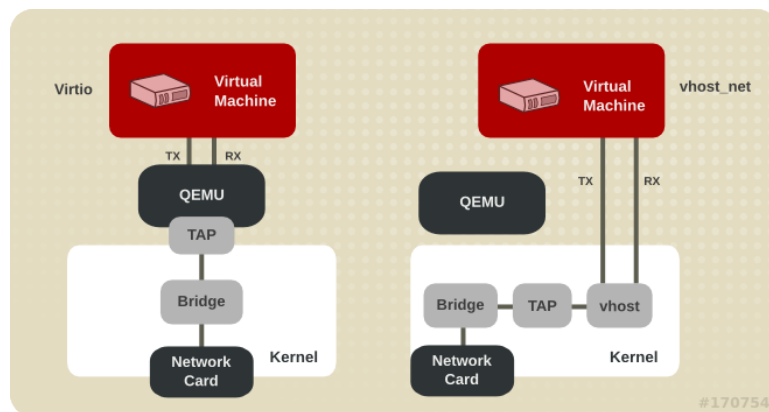 Virtio
Virtual
Machine
TX
RX
QEMU
TAP
Bridge
Network
Card
Kernel
Virtual
Machine
vhost_net
TX
RX
QEMU
Bridge
TAP
vhost
Network
Card
Kernel
#170754